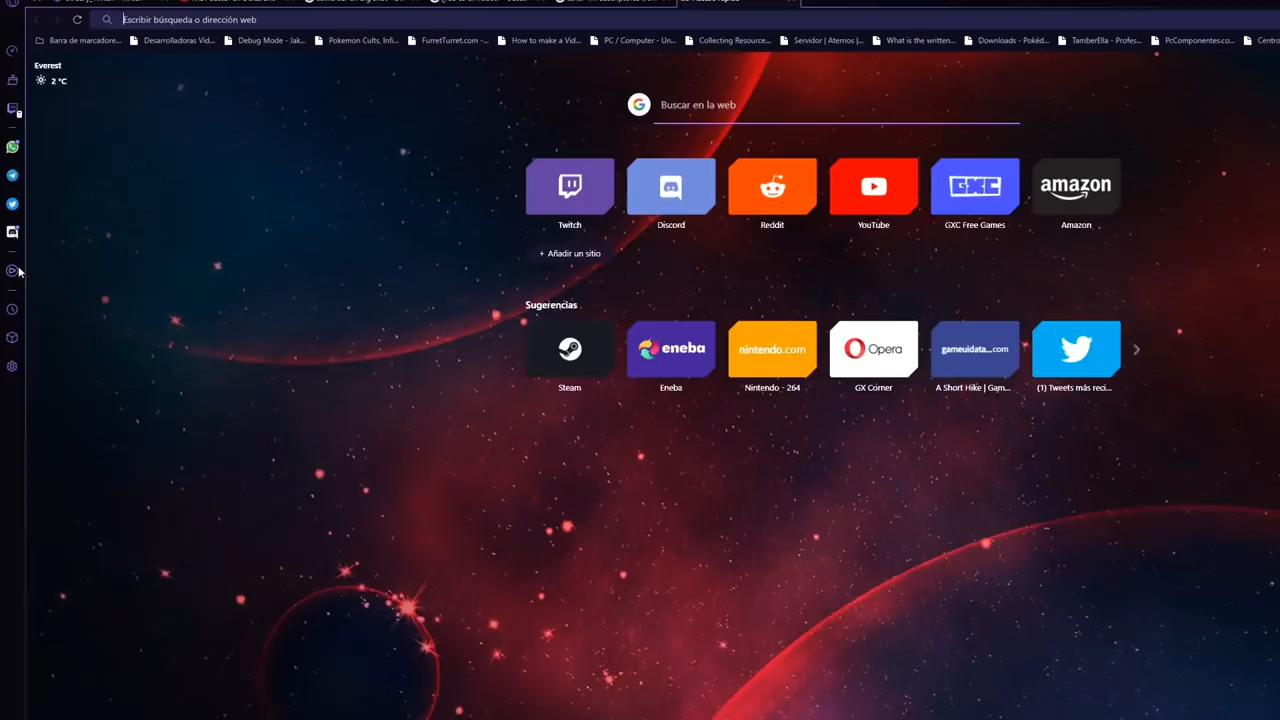 Escribir búsqueda o dirección web
Barra de marcadore... Desarrolladoras Vid... Debug Mode - Jak... Pokemon Cults, Infi... FurretTurret.com -... How to make a Vid... PC / Computer - Un... Collecting Resource... Servidor | Aternos |... What is the written... Downloads - Pokéd... TamberElla - Profes... PcComponentes.co... Centro
Everest
2 °C
Buscar en la web
GXC
amazon
Twitch Discord Reddit YouTube GXC Free Games Amazon
+ Añadir un sitio
Sugerencias
eneba nintendo.com Opera gameuidata...com
Steam Eneba Nintendo - 264 GX Corner A Short Hike | Gam... (1) Tweets más reci...